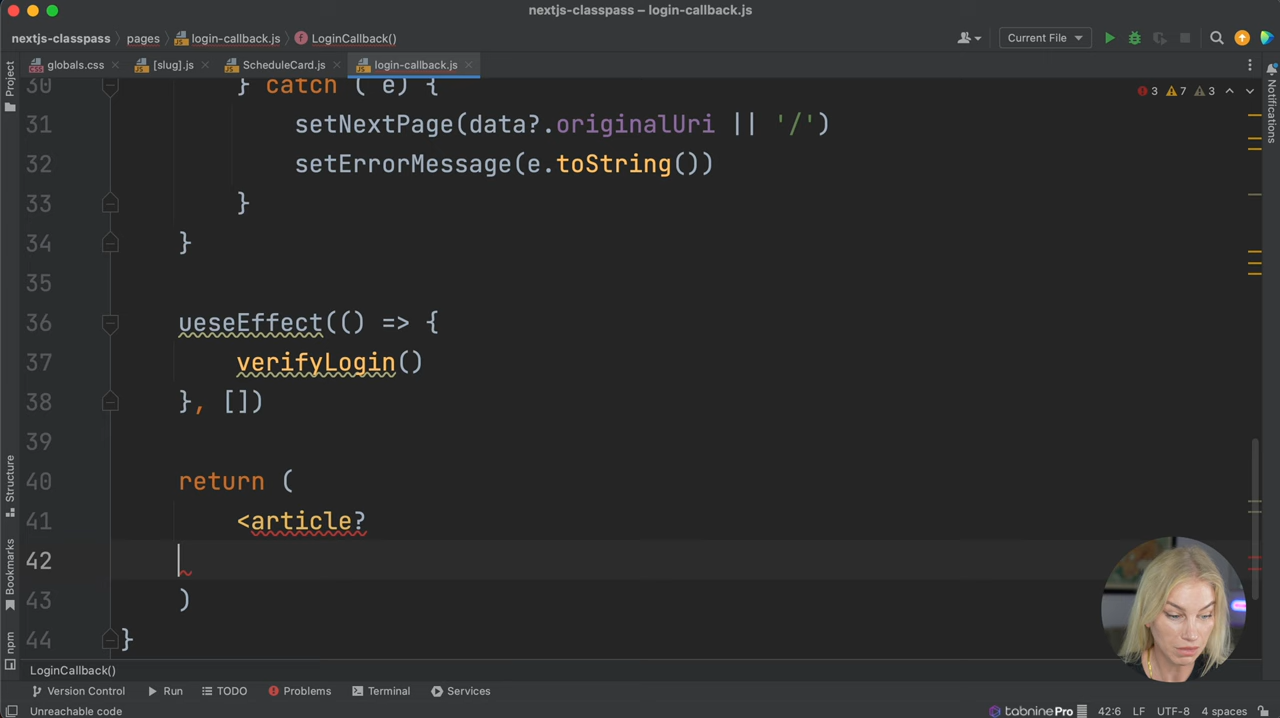 nextjs-classpass – login-callback.js
nextjs-classpass pages login-callback.js LoginCallback() Current File
globals.css [slug].js ScheduleCard.js login-callback.js
3 7 3
Project
Notifications
Structure
Bookmarks
npm
30 } catch ( e) {
31 setNextPage(data?.originalUri || '/')
32 setErrorMessage(e.toString())
33 }
34 }
35
36 ueseEffect(() => {
37 verifyLogin()
38 }, [])
39
40 return (
41 <article?
42
43 )
44 }
LoginCallback()
Version Control Run TODO Problems Terminal Services
Unreachable code tabnine Pro 42:6 LF UTF-8 4 spaces